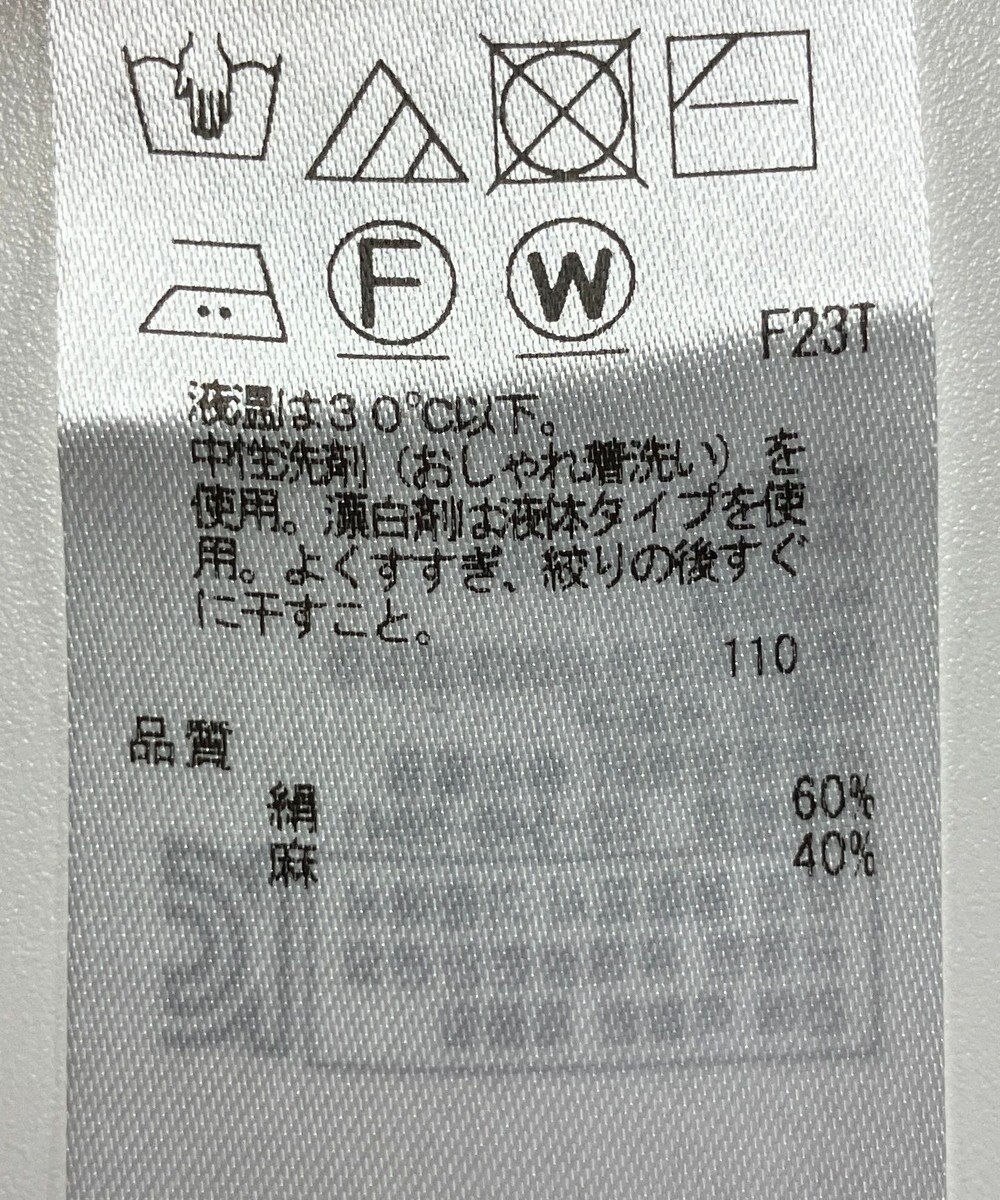 F
W
F23T
液温は30℃以下。
中性洗剤（おしゃれ着洗い）を
使用。漂白剤は液体タイプを使
用。よくすすぎ、絞りの後すぐ
に干すこと。
110
品質
絹 60%
麻 40%